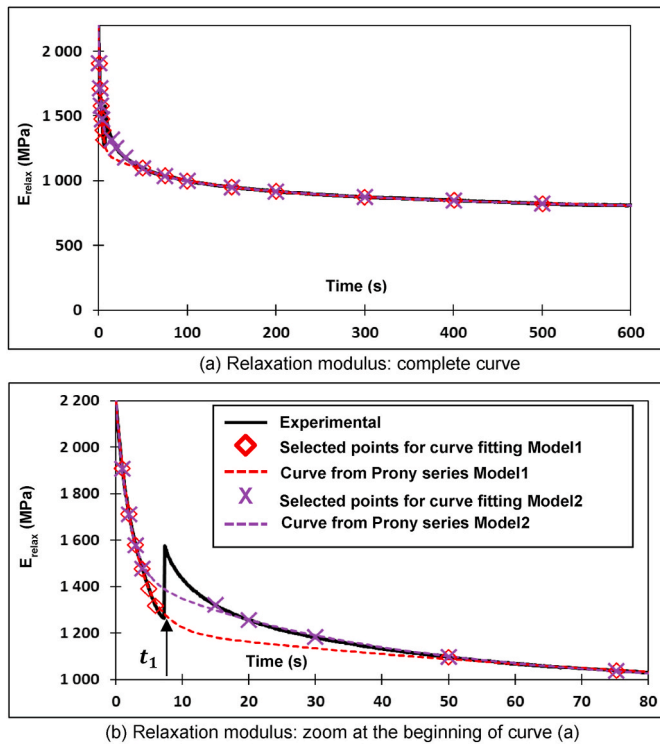 2 000
1 500
1 000
500
0
E_relax (MPa)
Time (s)
0 100 200 300 400 500 600
(a) Relaxation modulus: complete curve
2 200
2 000
1 800
1 600
1 400
1 200
1 000
E_relax (MPa)
Experimental
Selected points for curve fitting Model1
Curve from Prony series Model1
Selected points for curve fitting Model2
Curve from Prony series Model2
t₁
Time (s)
0 10 20 30 40 50 60 70 80
(b) Relaxation modulus: zoom at the beginning of curve (a)